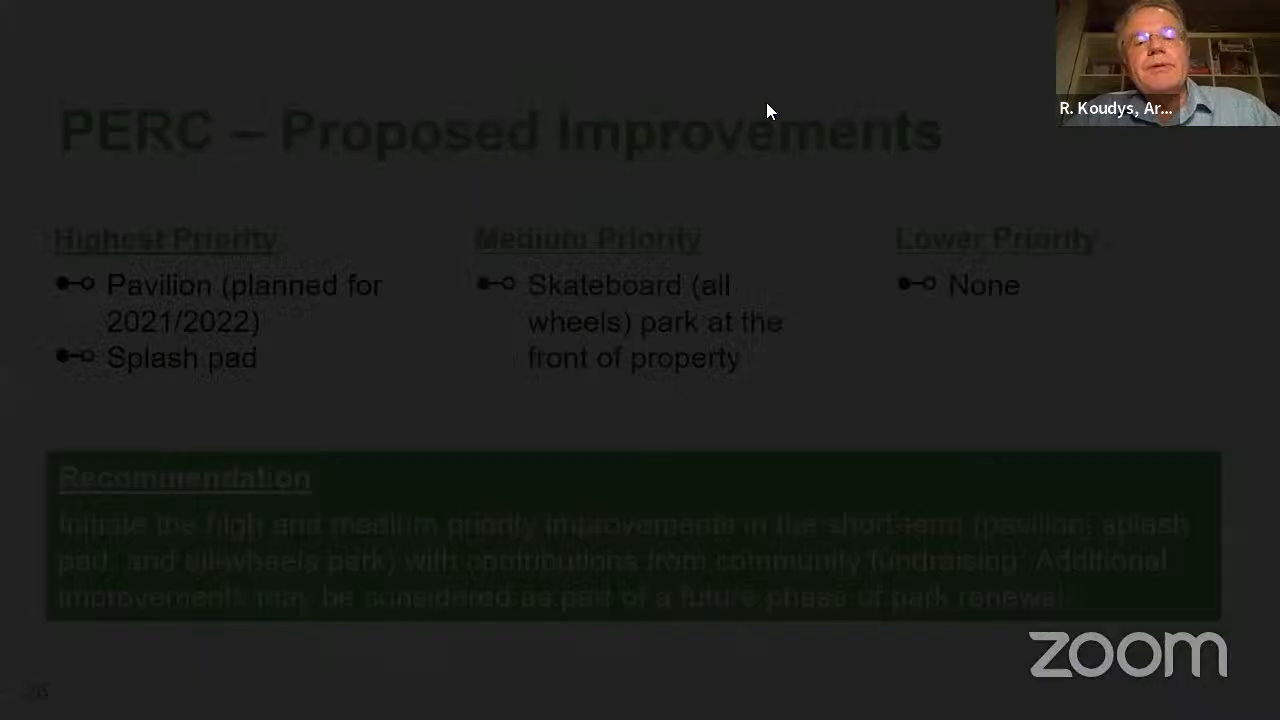 R. Koudys, Ar...
PERC – Proposed Improvements
Highest Priority
Pavilion (planned for
2021/2022)
Splash pad
Medium Priority
Skateboard (all
wheels) park at the
front of property
Lower Priority
None
Recommendation
Initiate the high and medium priority improvements in the short-term (pavilion, splash
pad, and all-wheels park) with contributions from community fundraising. Additional
improvements may be considered as part of a future phase of park renewal.
26
zoom